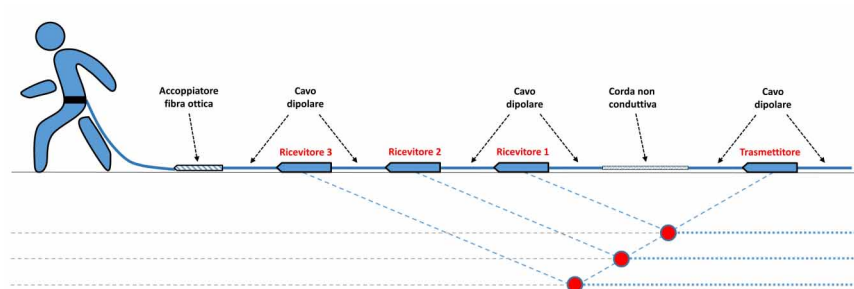 Accoppiatore
fibra ottica
Cavo
dipolare
Cavo
dipolare
Corda non
conduttiva
Cavo
dipolare
Ricevitore 3
Ricevitore 2
Ricevitore 1
Trasmettitore